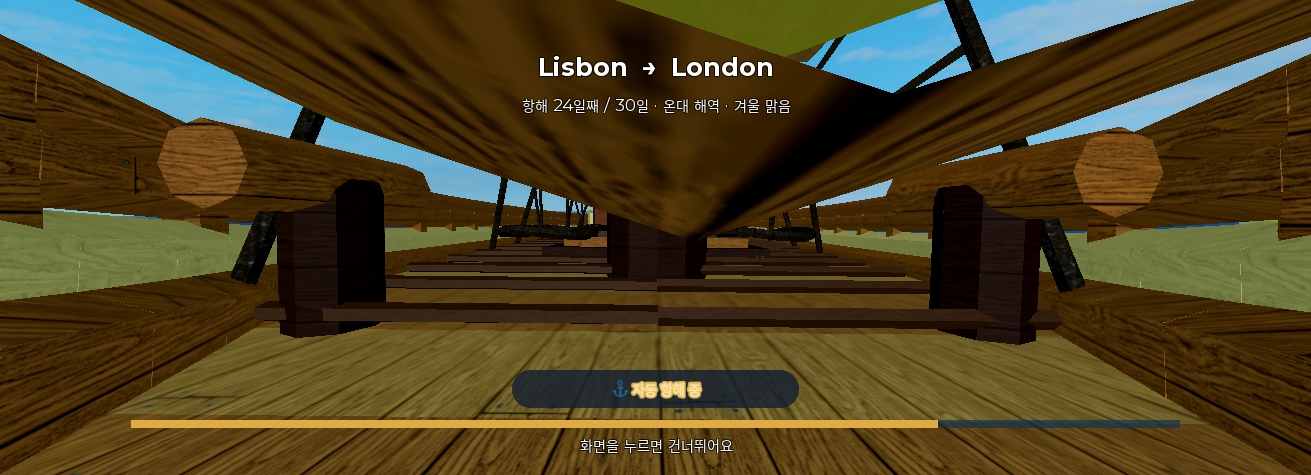 Lisbon → London
항해 24일째 / 30일 · 온대 해역 · 겨울 맑음
⚓ 자동 항해 중
화면을 누르면 건너뛰어요